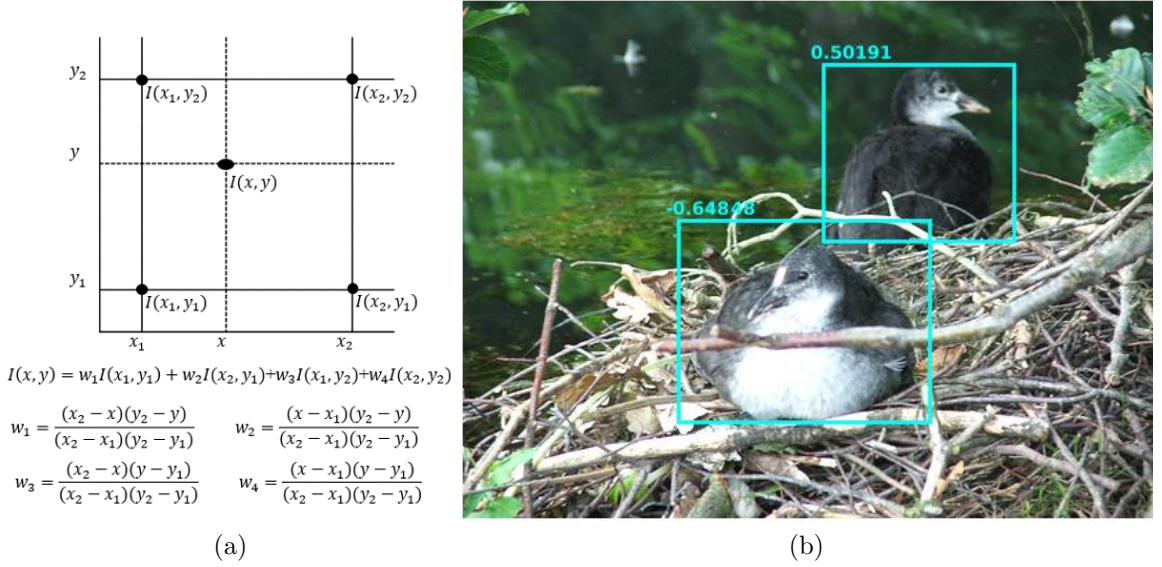 y₂
I(x₁, y₂)
I(x₂, y₂)
y
I(x, y)
y₁
I(x₁, y₁)
I(x₂, y₁)
x₁
x
x₂
I(x, y) = w₁I(x₁, y₁) + w₂I(x₂, y₁)+w₃I(x₁, y₂)+w₄I(x₂, y₂)
w₁ = (x₂ − x)(y₂ − y) / (x₂ − x₁)(y₂ − y₁)
w₂ = (x − x₁)(y₂ − y) / (x₂ − x₁)(y₂ − y₁)
w₃ = (x₂ − x)(y − y₁) / (x₂ − x₁)(y₂ − y₁)
w₄ = (x − x₁)(y − y₁) / (x₂ − x₁)(y₂ − y₁)
(a)
0.50191
-0.64848
(b)